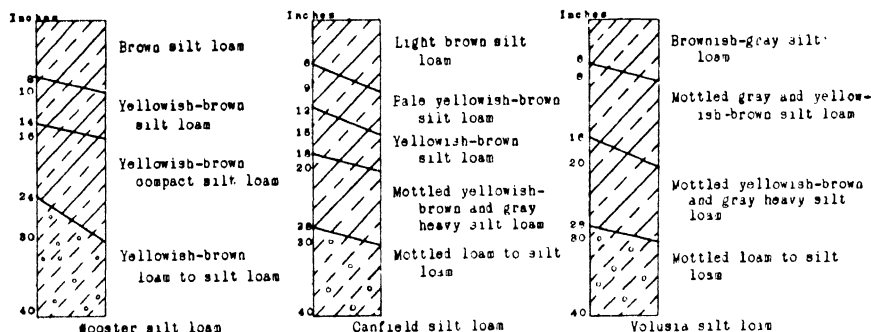 Inches
Brown silt loam
8
10
Yellowish-brown
silt loam
14
16
Yellowish-brown
compact silt loam
24
30
Yellowish-brown
loam to silt loam
40
Wooster silt loam
Inches
Light brown silt
loam
6
9
Pale yellowish-brown
silt loam
12
15
Yellowish-brown
silt loam
18
20
Mottled yellowish-
brown and gray
heavy silt loam
28
30
Mottled loam to silt
loam
40
Canfield silt loam
Inches
Brownish-gray silt
loam
6
8
Mottled gray and yellow-
ish-brown silt loam
16
20
Mottled yellowish-brown
and gray heavy silt
loam
28
30
Mottled loam to silt
loam
40
Volusia silt loam